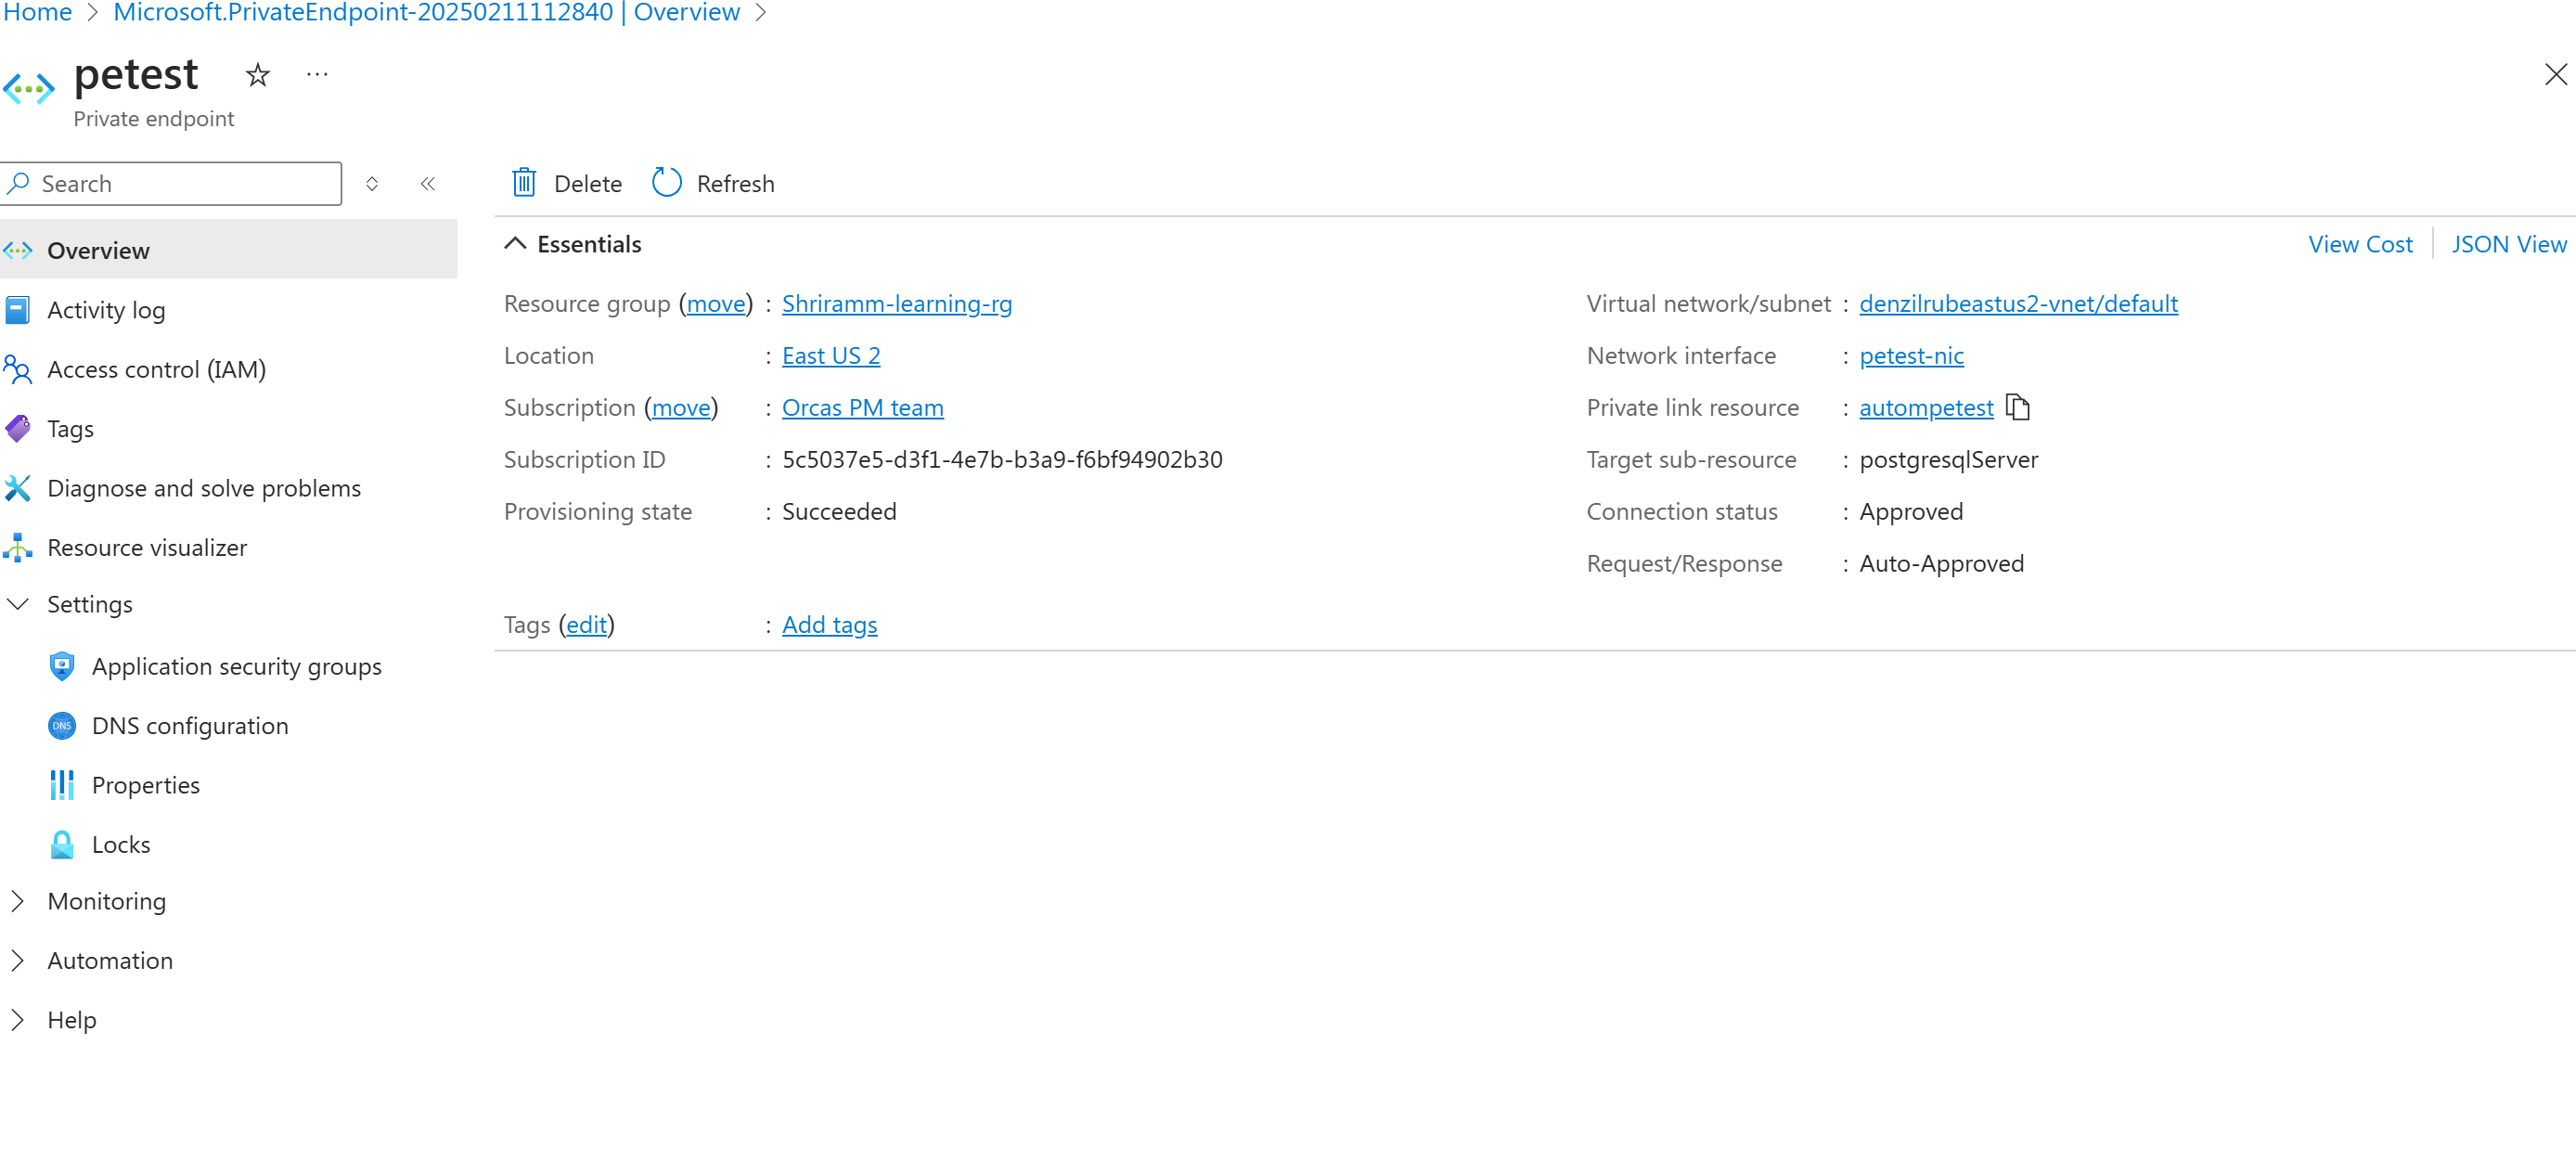 Home > Microsoft.PrivateEndpoint-20250211112840 | Overview >
petest
Private endpoint
Search
Delete
Refresh
Overview
Activity log
Access control (IAM)
Tags
Diagnose and solve problems
Resource visualizer
Settings
Application security groups
DNS
DNS configuration
Properties
Locks
Monitoring
Automation
Help
Essentials
View Cost
JSON View
Resource group (move) : Shriramm-learning-rg
Location : East US 2
Subscription (move) : Orcas PM team
Subscription ID : 5c5037e5-d3f1-4e7b-b3a9-f6bf94902b30
Provisioning state : Succeeded
Virtual network/subnet : denzilrubeastus2-vnet/default
Network interface : petest-nic
Private link resource : autompetest
Target sub-resource : postgresqlServer
Connection status : Approved
Request/Response : Auto-Approved
Tags (edit) : Add tags